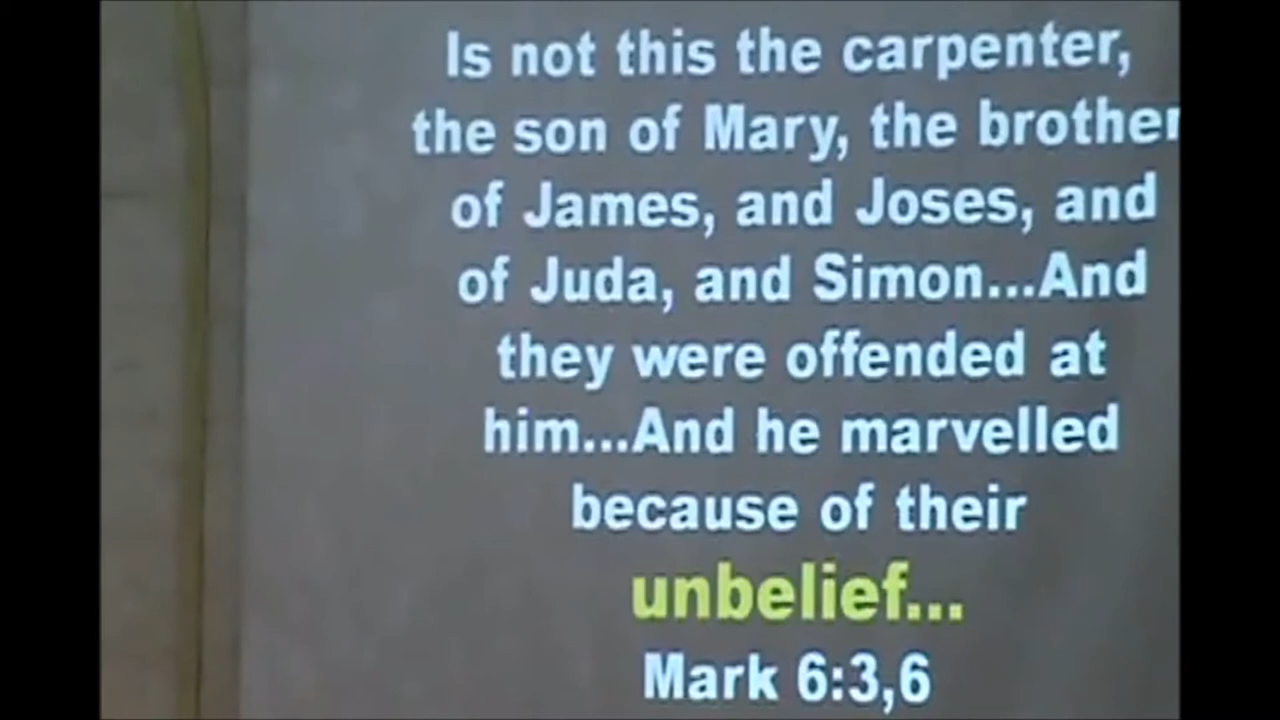 Is not this the carpenter,
the son of Mary, the brother
of James, and Joses, and
of Juda, and Simon...And
they were offended at
him...And he marvelled
because of their
unbelief...
Mark 6:3,6